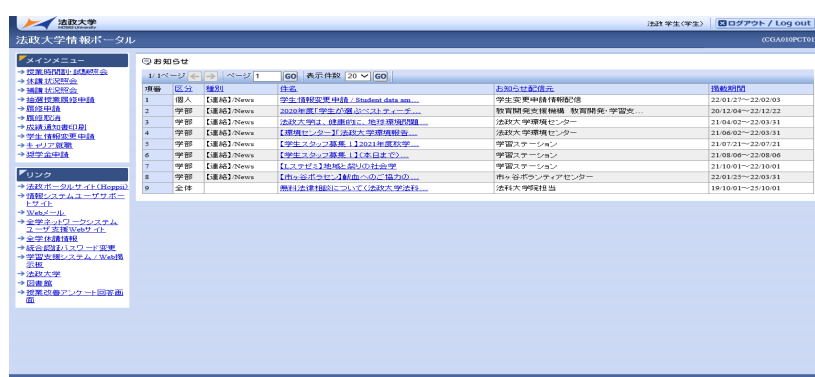 法政大学
HOSEI University
法政 学生(学生)
ログアウト / Log out
法政大学情報ポータル
(CGA010PCT01
メインメニュー
授業時間割・試験照会
休講状況照会
補講状況照会
抽選授業履修申請
履修申請
履修取消
成績通知書印刷
学生情報変更申請
キャリア就職
奨学金申請
リンク
法政ポータルサイト(Hoppii)
情報システムユーザサポー
トサイト
Webメール
全学ネットワークシステム
ユーザ支援Webサイト
全学休講情報
統合認証パスワード変更
学習支援システム / Web掲
示板
法政大学
図書館
授業改善アンケート回答画
面
お知らせ
1/1ページ ページ 1 GO 表示件数 20 GO
項番 区分 種別 件名 お知らせ配信元 掲載期間
1 個人 【連絡】/News 学生情報変更申請 / Student data am.... 学生変更申請情報配信 22/01/27～22/02/03
2 学部 【連絡】/News 2020年度「学生が選ぶベストティーチ.... 教育開発支援機構 教育開発・学習支... 20/12/04～22/12/22
3 学部 【連絡】/News 法政大学は、健康的に、地球環境問題.... 法政大学環境センター 21/04/02～22/03/31
4 学部 【連絡】/News 【環境センター】「法政大学環境報告.... 法政大学環境センター 21/06/02～22/03/31
5 学部 【連絡】/News 【学生スタッフ募集!】2021年度秋学.... 学習ステーション 21/07/21～22/07/21
6 学部 【連絡】/News 【学生スタッフ募集!】(本日まで).... 学習ステーション 21/08/06～22/08/06
7 学部 【連絡】/News 【Lステゼミ】地域と祭りの社会学 学習ステーション 21/10/01～22/10/01
8 学部 【連絡】/News 【市ヶ谷ボラセン】献血へのご協力の.... 市ヶ谷ボランティアセンター 22/01/25～22/03/31
9 全体 無料法律相談について(法政大学法科.... 法科大学院担当 19/10/01～25/10/01